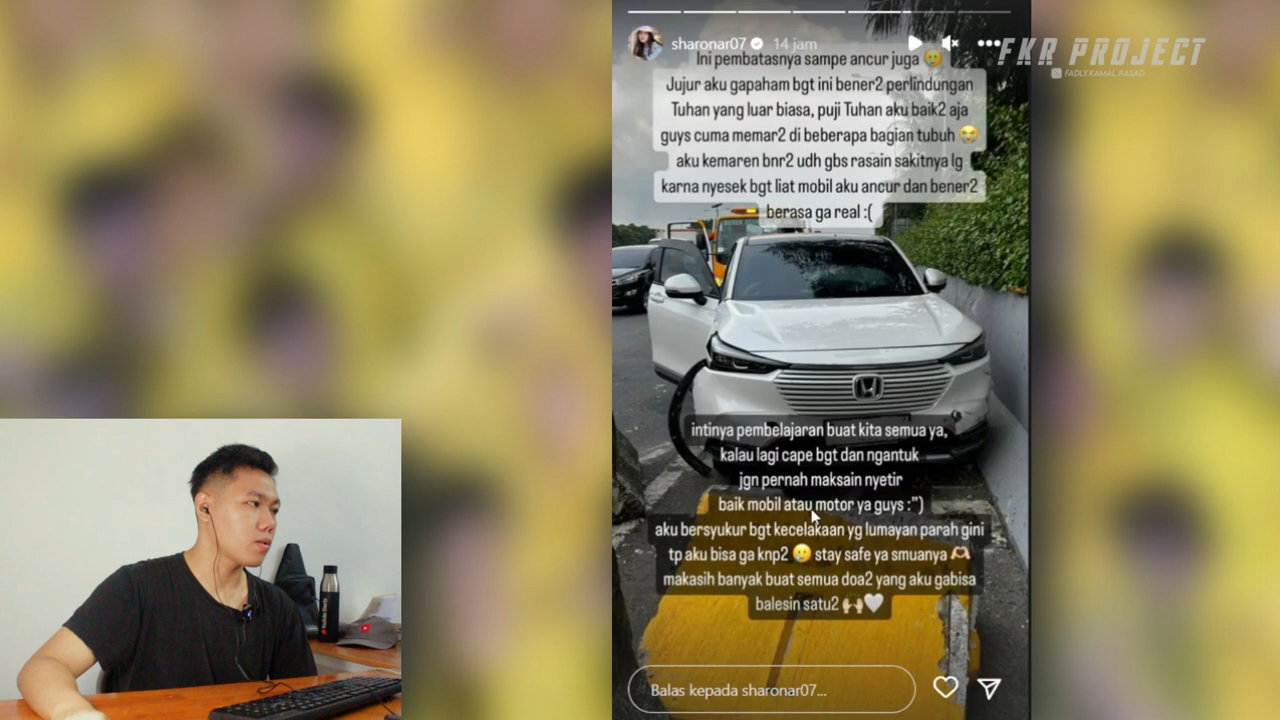 sharonar07 14 jam
FKR PROJECT
FADLY.KAMAL.RASAD
Ini pembatasnya sampe ancur juga 🥲
Jujur aku gapaham bgt ini bener2 perlindungan
Tuhan yang luar biasa, puji Tuhan aku baik2 aja
guys cuma memar2 di beberapa bagian tubuh 😭
aku kemaren bnr2 udh gbs rasain sakitnya lg
karna nyesek bgt liat mobil aku ancur dan bener2
berasa ga real :(
intinya pembelajaran buat kita semua ya,
kalau lagi cape bgt dan ngantuk
jgn pernah maksain nyetir
baik mobil atau motor ya guys :”)
aku bersyukur bgt kecelakaan yg lumayan parah gini
tp aku bisa ga knp2 🥲 stay safe ya smuanya 🫶🏻
makasih banyak buat semua doa2 yang aku gabisa
balesin satu2 🙌🏻🤍
Balas kepada sharonar07...